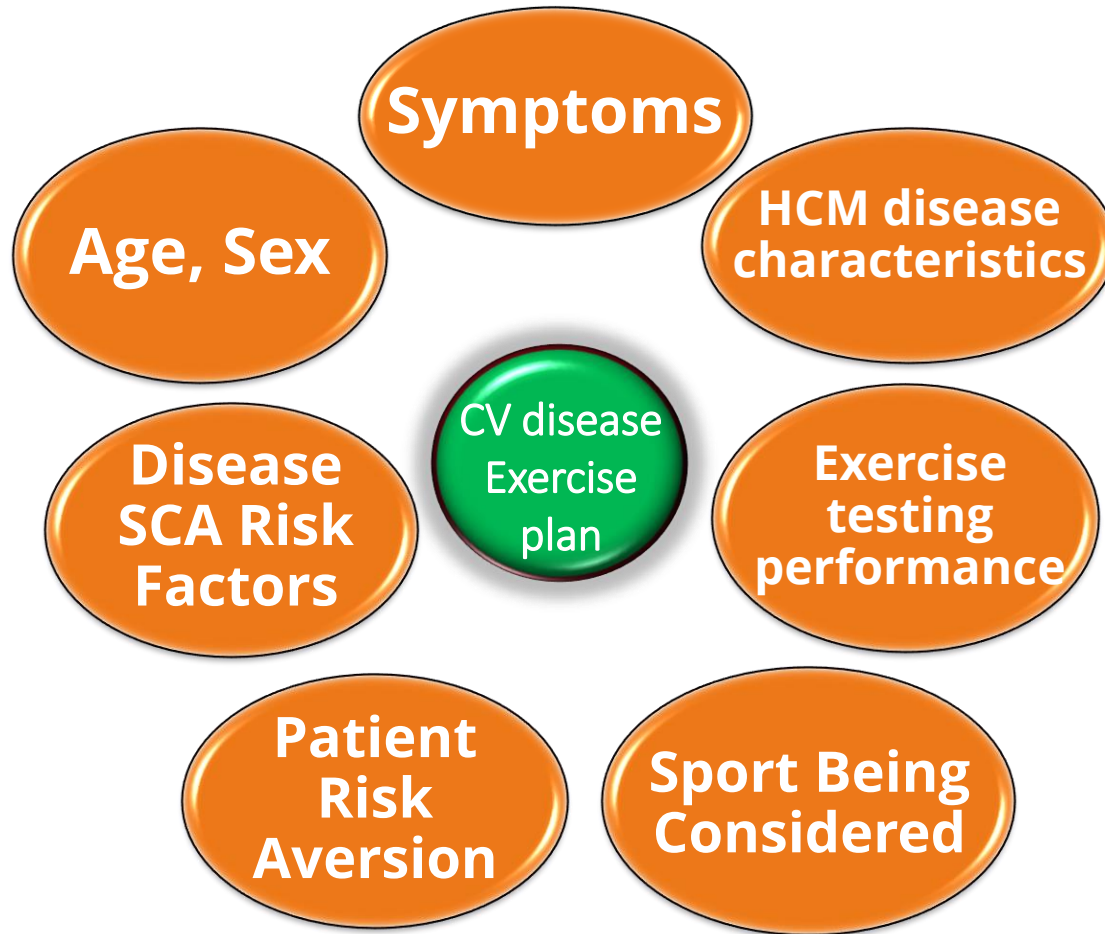 Symptoms
HCM disease
characteristics
Age, Sex
CV disease
Exercise
plan
Exercise
testing
performance
Disease
SCA Risk
Factors
Patient
Risk
Aversion
Sport Being
Considered